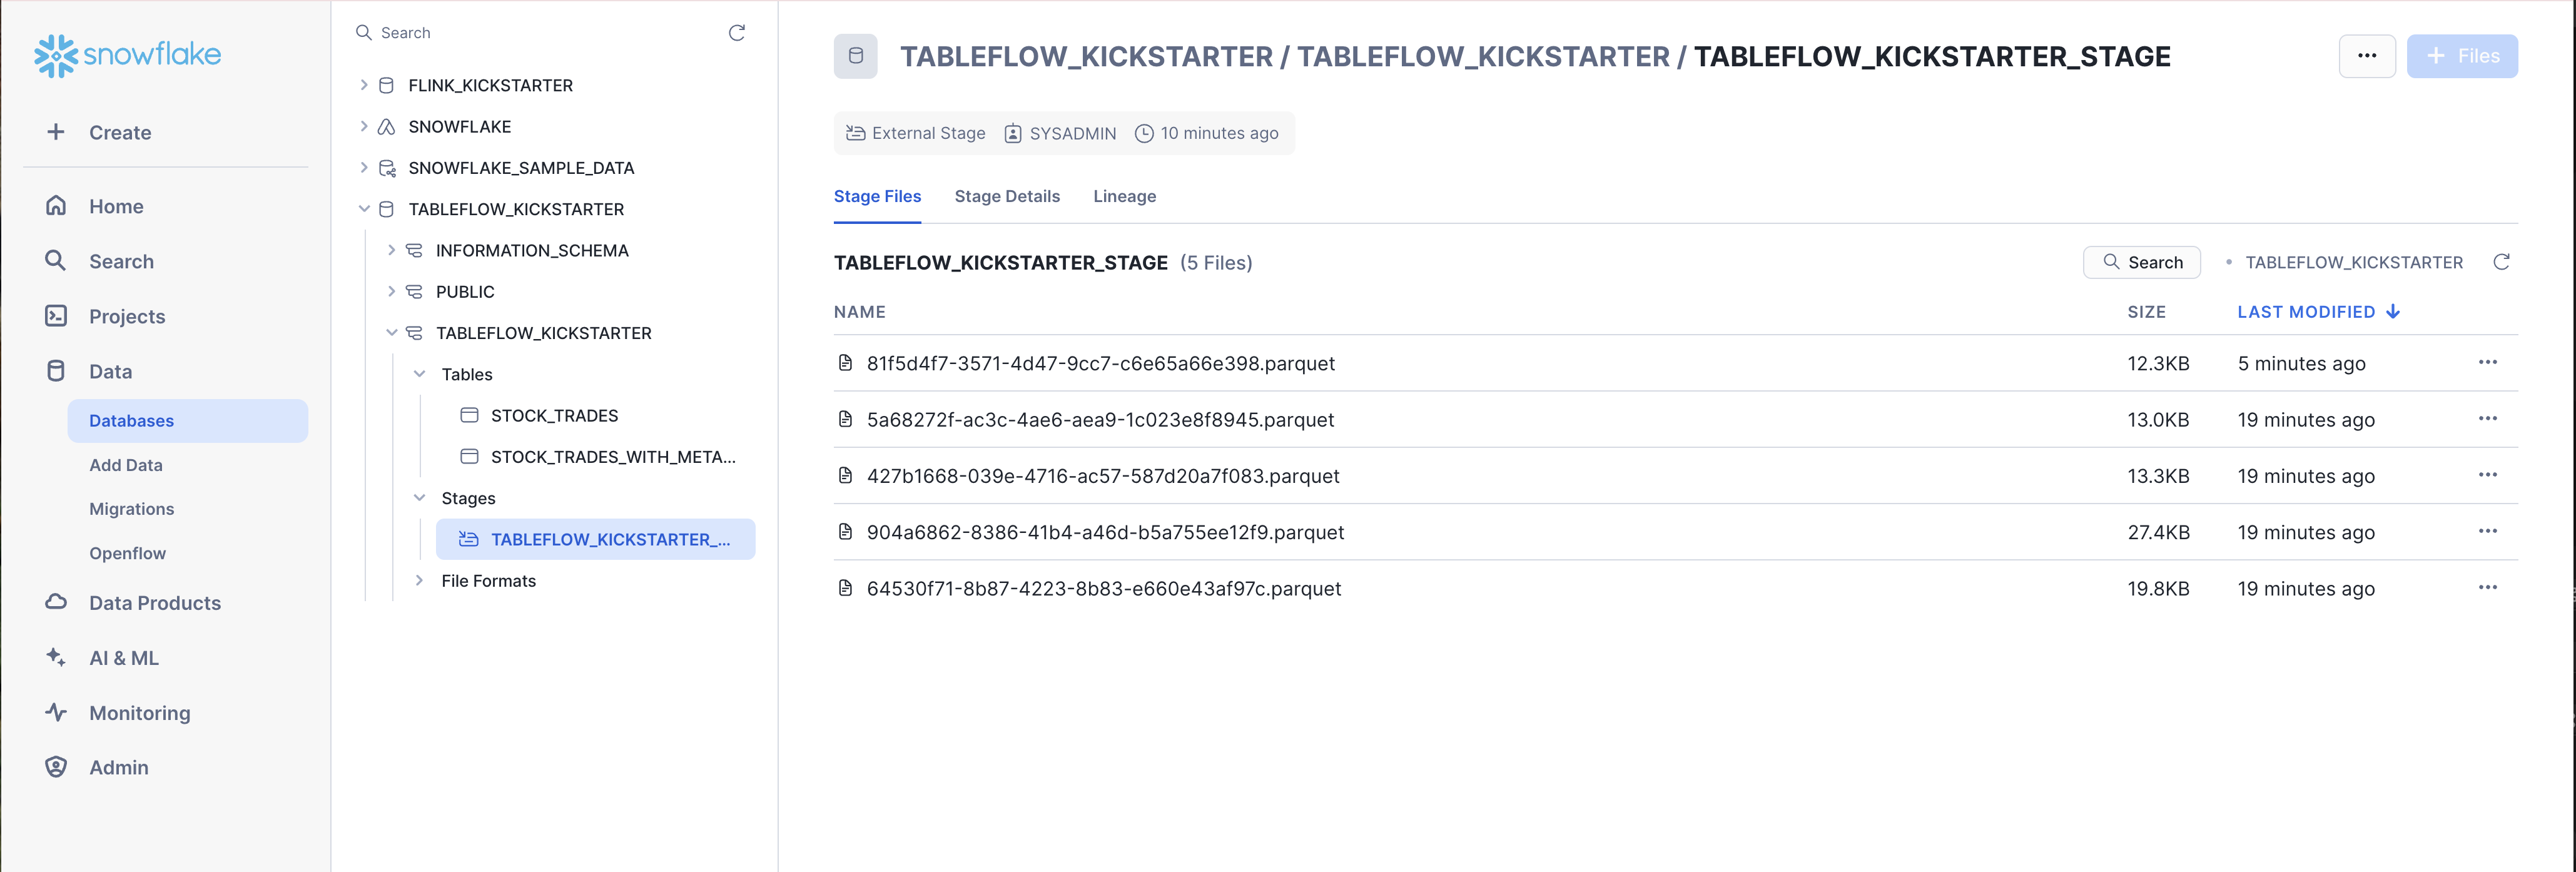 snowflake
Create
Home
Search
Projects
Data
Databases
Add Data
Migrations
Openflow
Data Products
AI & ML
Monitoring
Admin
Search
FLINK_KICKSTARTER
SNOWFLAKE
SNOWFLAKE_SAMPLE_DATA
TABLEFLOW_KICKSTARTER
INFORMATION_SCHEMA
PUBLIC
TABLEFLOW_KICKSTARTER
Tables
STOCK_TRADES
STOCK_TRADES_WITH_META...
Stages
TABLEFLOW_KICKSTARTER_...
File Formats
TABLEFLOW_KICKSTARTER / TABLEFLOW_KICKSTARTER / TABLEFLOW_KICKSTARTER_STAGE
... + Files
External Stage SYSADMIN 10 minutes ago
Stage Files Stage Details Lineage
TABLEFLOW_KICKSTARTER_STAGE (5 Files) Search • TABLEFLOW_KICKSTARTER
NAME SIZE LAST MODIFIED
81f5d4f7-3571-4d47-9cc7-c6e65a66e398.parquet 12.3KB 5 minutes ago ...
5a68272f-ac3c-4ae6-aea9-1c023e8f8945.parquet 13.0KB 19 minutes ago ...
427b1668-039e-4716-ac57-587d20a7f083.parquet 13.3KB 19 minutes ago ...
904a6862-8386-41b4-a46d-b5a755ee12f9.parquet 27.4KB 19 minutes ago ...
64530f71-8b87-4223-8b83-e660e43af97c.parquet 19.8KB 19 minutes ago ...